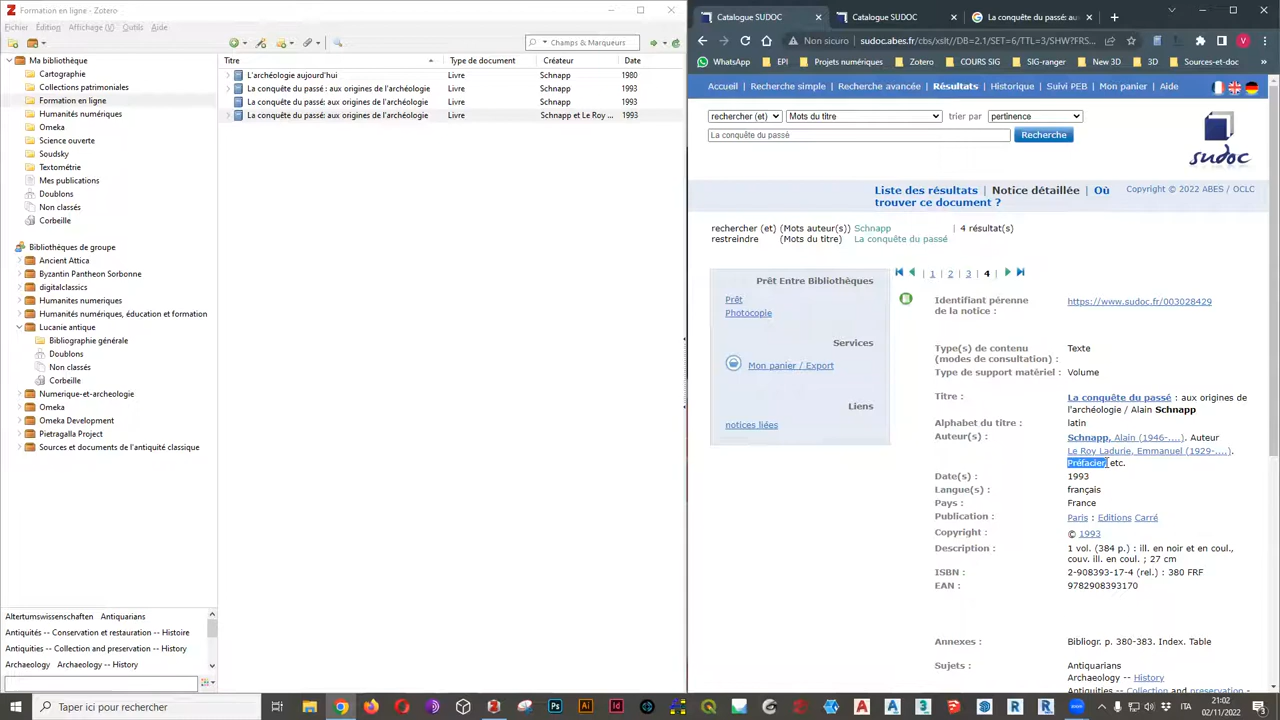 Formation en ligne - Zotero
Fichier Édition Affichage (V) Outils Aide
Champs & Marqueurs
Ma bibliothèque
Cartographie
Collections patrimoniales
Formation en ligne
Humanités numériques
Omeka
Science ouverte
Soudsky
Textométrie
Mes publications
Doublons
Non classés
Corbeille
Bibliothèques de groupe
Ancient Attica
Byzantin Pantheon Sorbonne
digitalclassics
Humanites numeriques
Humanités numériques, éducation et formation
Lucanie antique
Bibliographie générale
Doublons
Non classés
Corbeille
Numerique-et-archeologie
Omeka
Omeka Development
Pietragalla Project
Sources et documents de l'antiquité classique
Altertumswissenschaften Antiquarians
Antiquités -- Conservation et restauration -- Histoire
Antiquities -- Collection and preservation -- History
Archaeology Archaeology -- History
Titre Type de document Créateur Date
L'archéologie aujourd'hui Livre Schnapp 1980
La conquête du passé : aux origines de l'archéologie Livre Schnapp 1993
La conquête du passé: aux origines de l'archéologie Livre Schnapp 1993
La conquête du passé: aux origines de l'archéologie Livre Schnapp et Le Roy ... 1993
Catalogue SUDOC Catalogue SUDOC La conquête du passé: au
Non sicuro sudoc.abes.fr/cbs/xslt//DB=2.1/SET=6/TTL=3/SHW?FRS...
WhatsApp EPI Projets numériques Zotero COURS SIG SIG-ranger New 3D Sources-et-doc
Accueil Recherche simple Recherche avancée Résultats Historique Suivi PEB Mon panier Aide
rechercher (et) Mots du titre trier par pertinence
La conquête du passé Recherche
sudoc
Liste des résultats | Notice détaillée | Où trouver ce document ?
Copyright © 2022 ABES / OCLC
rechercher (et) (Mots auteur(s)) Schnapp | 4 résultat(s)
restreindre (Mots du titre) La conquête du passé
| 1 | 2 | 3 | 4 |
Prêt Entre Bibliothèques
Prêt
Photocopie
Services
Mon panier / Export
Liens
notices liées
Identifiant pérenne de la notice : https://www.sudoc.fr/003028429
Type(s) de contenu (modes de consultation) : Texte
Type de support matériel : Volume
Titre : La conquête du passé : aux origines de
l'archéologie / Alain Schnapp
Alphabet du titre : latin
Auteur(s) : Schnapp, Alain (1946-....). Auteur
Le Roy Ladurie, Emmanuel (1929-....).
Préfacier, etc.
Date(s) : 1993
Langue(s) : français
Pays : France
Publication : Paris : Editions Carré
Copyright : © 1993
Description : 1 vol. (384 p.) : ill. en noir et en coul.,
couv. ill. en coul. ; 27 cm
ISBN : 2-908393-17-4 (rel.) : 380 FRF
EAN : 9782908393170
Annexes : Bibliogr. p. 380-383. Index. Table
Sujets : Antiquarians
Archaeology -- History
Antiquities -- Collection and preservation --
Taper ici pour rechercher
ITA 21:02
02/11/2022